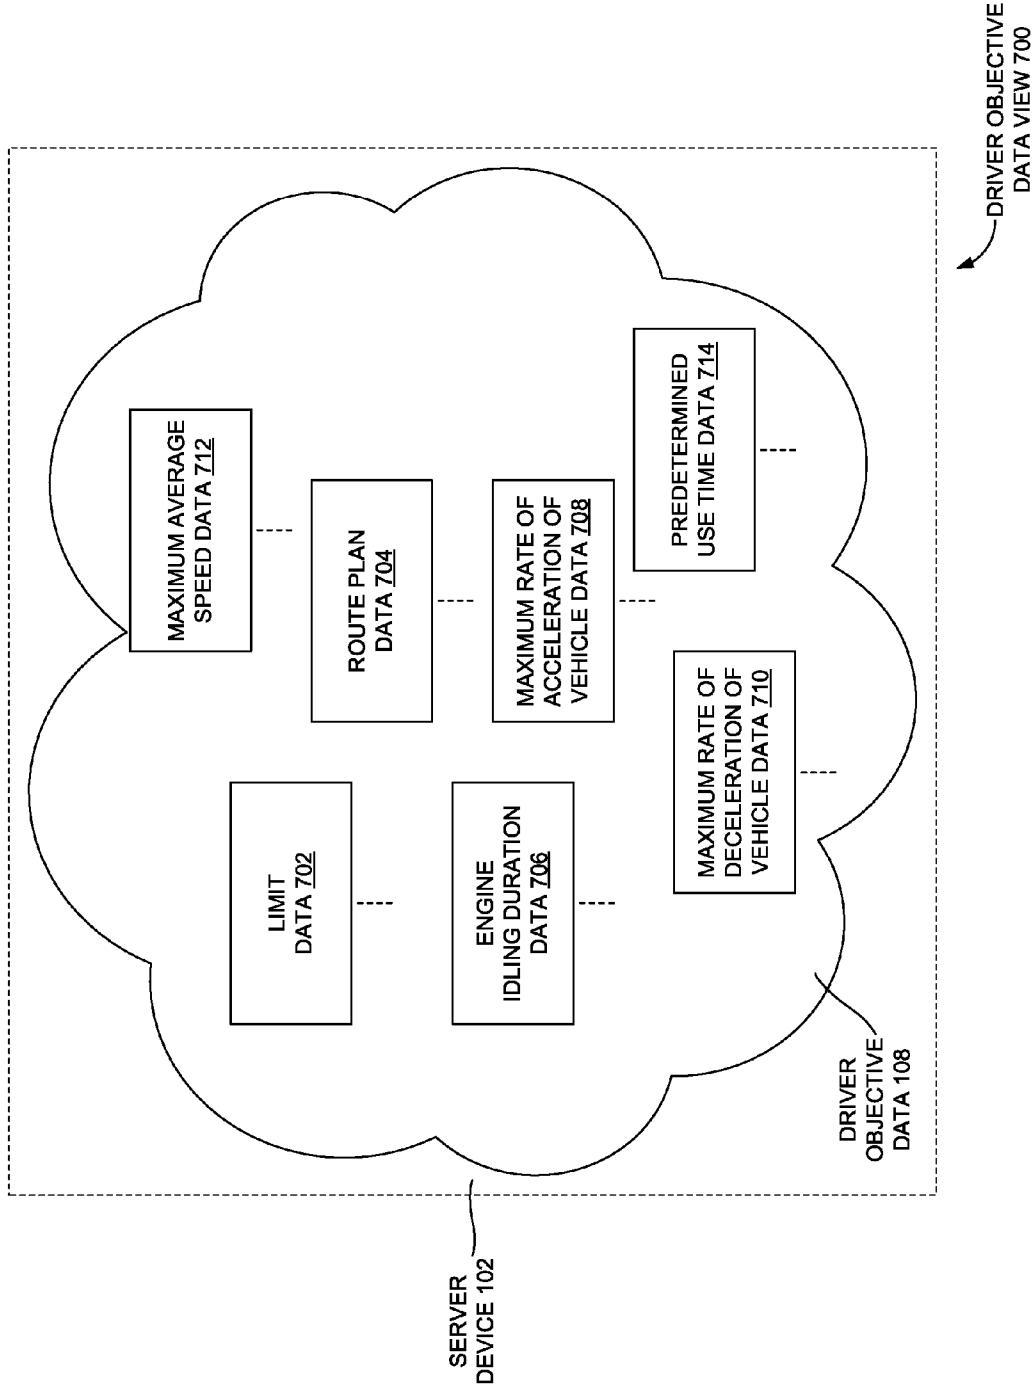 SERVER
DEVICE 102
LIMIT
DATA 702
MAXIMUM AVERAGE
SPEED DATA 712
ROUTE PLAN
DATA 704
ENGINE
IDLING DURATION
DATA 706
MAXIMUM RATE OF
ACCELERATION OF
VEHICLE DATA 708
MAXIMUM RATE OF
DECELERATION OF
VEHICLE DATA 710
PREDETERMINED
USE TIME DATA 714
DRIVER
OBJECTIVE
DATA 108
DRIVER OBJECTIVE
DATA VIEW 700